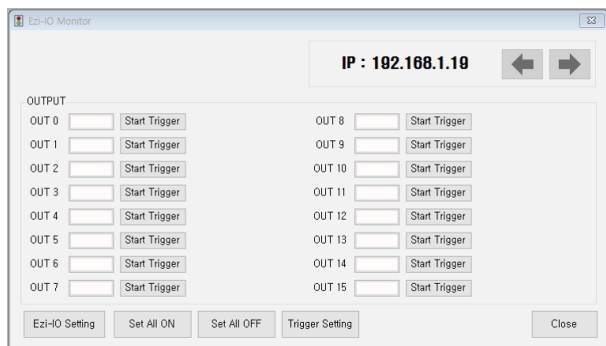 Ezi-IO Monitor
IP : 192.168.1.19
OUTPUT
OUT 0 Start Trigger OUT 8 Start Trigger
OUT 1 Start Trigger OUT 9 Start Trigger
OUT 2 Start Trigger OUT 10 Start Trigger
OUT 3 Start Trigger OUT 11 Start Trigger
OUT 4 Start Trigger OUT 12 Start Trigger
OUT 5 Start Trigger OUT 13 Start Trigger
OUT 6 Start Trigger OUT 14 Start Trigger
OUT 7 Start Trigger OUT 15 Start Trigger
Ezi-IO Setting Set All ON Set All OFF Trigger Setting Close